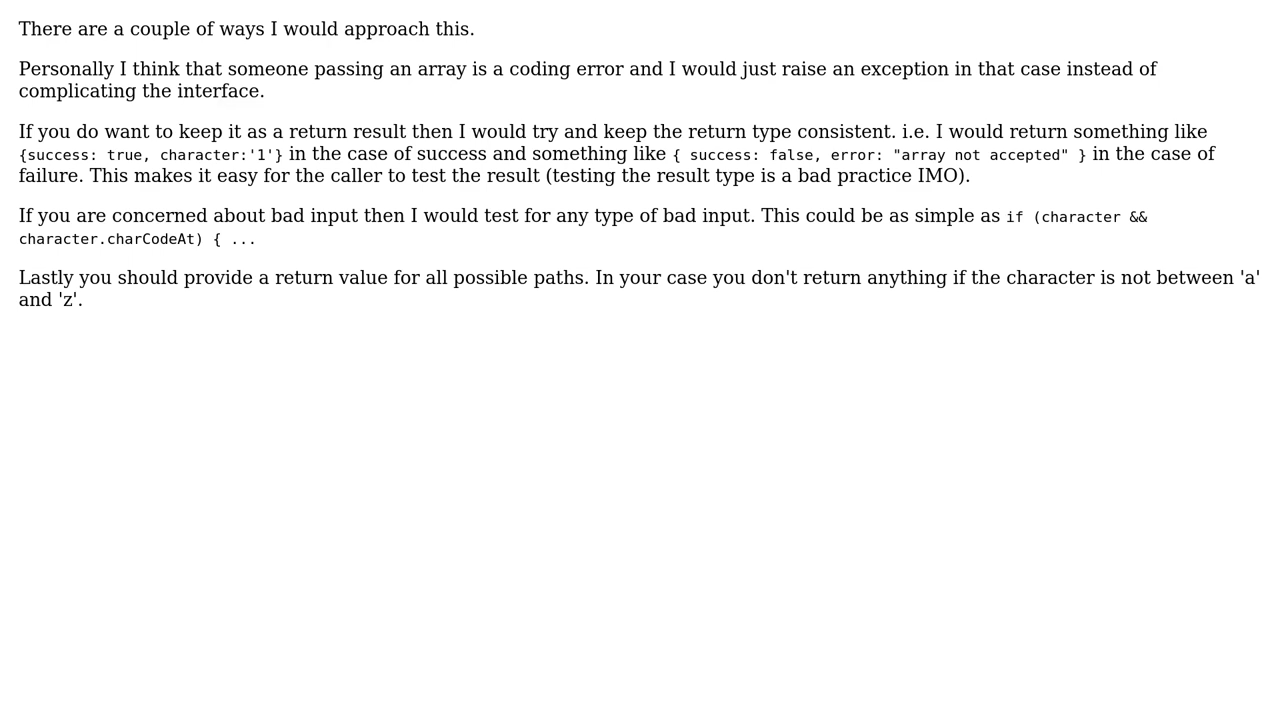 There are a couple of ways I would approach this.
Personally I think that someone passing an array is a coding error and I would just raise an exception in that case instead of
complicating the interface.
If you do want to keep it as a return result then I would try and keep the return type consistent. i.e. I would return something like
{success: true, character:'1'} in the case of success and something like { success: false, error: "array not accepted" } in the case of
failure. This makes it easy for the caller to test the result (testing the result type is a bad practice IMO).
If you are concerned about bad input then I would test for any type of bad input. This could be as simple as if (character &&
character.charCodeAt) { ...
Lastly you should provide a return value for all possible paths. In your case you don't return anything if the character is not between 'a'
and 'z'.